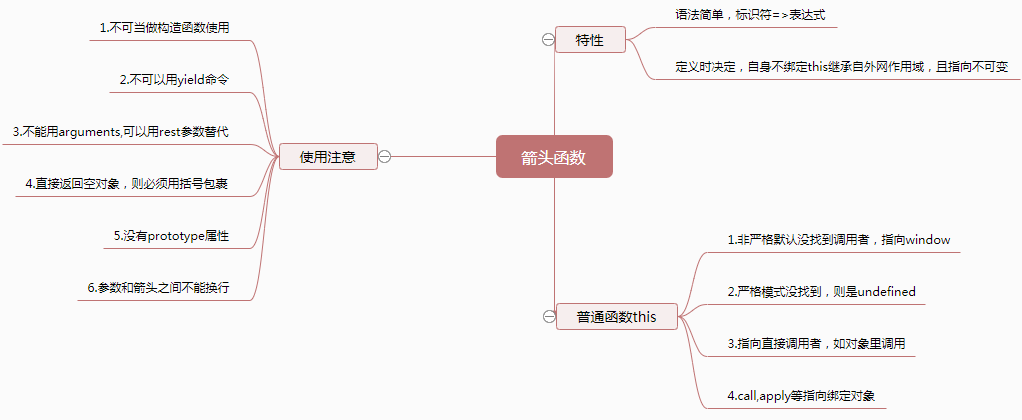 箭头函数
特性
语法简单，标识符=>表达式
定义时决定，自身不绑定this继承自外网作用域，且指向不可变
普通函数this
1.非严格默认没找到调用者，指向window
2.严格模式没找到，则是undefined
3.指向直接调用者，如对象里调用
4.call,apply等指向绑定对象
使用注意
1.不可当做构造函数使用
2.不可以用yield命令
3.不能用arguments,可以用rest参数替代
4.直接返回空对象，则必须用括号包裹
5.没有prototype属性
6.参数和箭头之间不能换行